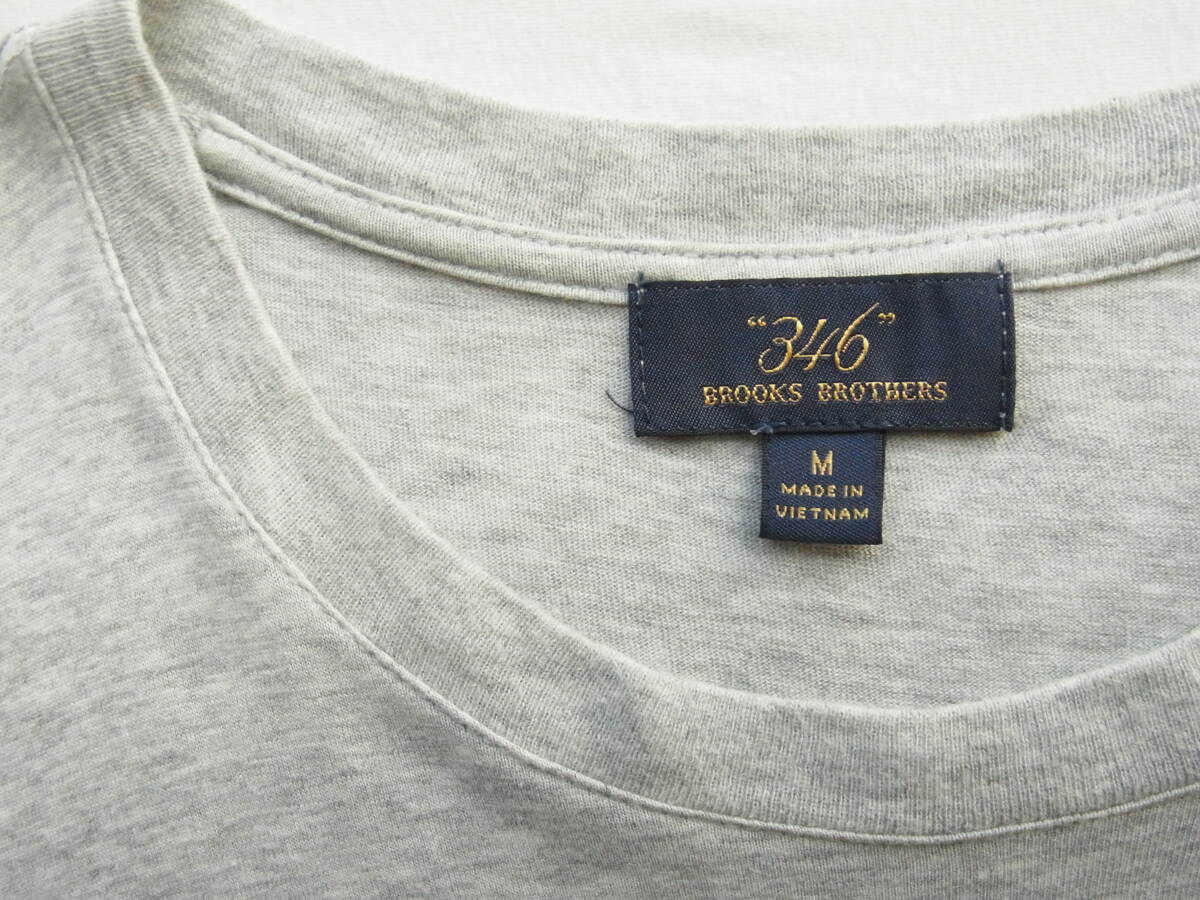 “346”
BROOKS BROTHERS
M
MADE IN
VIETNAM